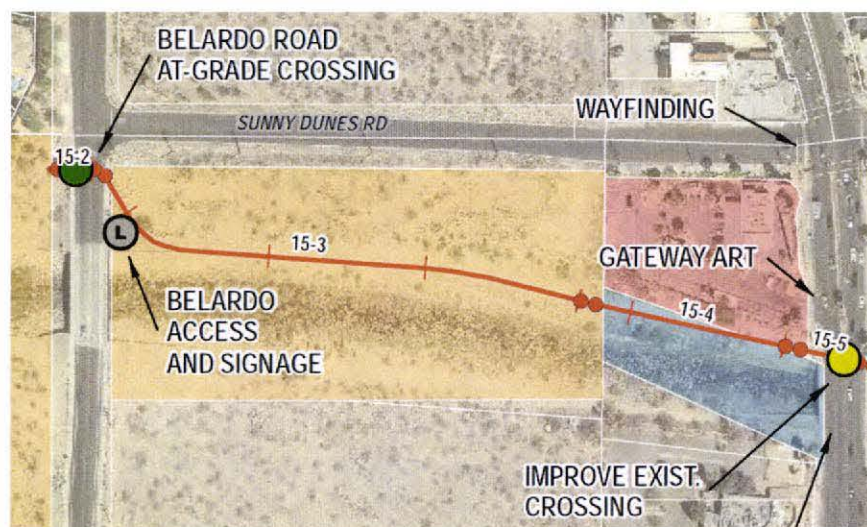 BELARDO ROAD
AT-GRADE CROSSING
WAYFINDING
SUNNY DUNES RD
15-2
L
15-3
GATEWAY ART
BELARDO
ACCESS
AND SIGNAGE
15-4
15-5
IMPROVE EXIST.
CROSSING